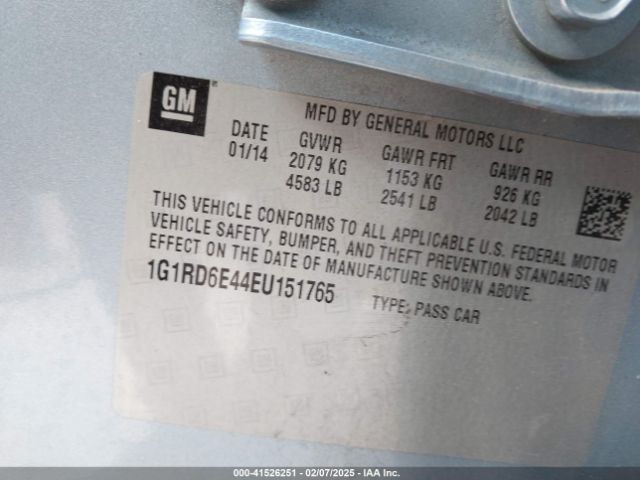 GM
MFD BY GENERAL MOTORS LLC
DATE GVWR GAWR FRT GAWR RR
01/14 2079 KG 1153 KG 926 KG
4583 LB 2541 LB 2042 LB
THIS VEHICLE CONFORMS TO ALL APPLICABLE U.S. FEDERAL MOTOR
VEHICLE SAFETY, BUMPER, AND THEFT PREVENTION STANDARDS IN
EFFECT ON THE DATE OF MANUFACTURE SHOWN ABOVE.
1G1RD6E44EU151765 TYPE: PASS CAR
000-41526251 - 02/07/2025 - IAA Inc.